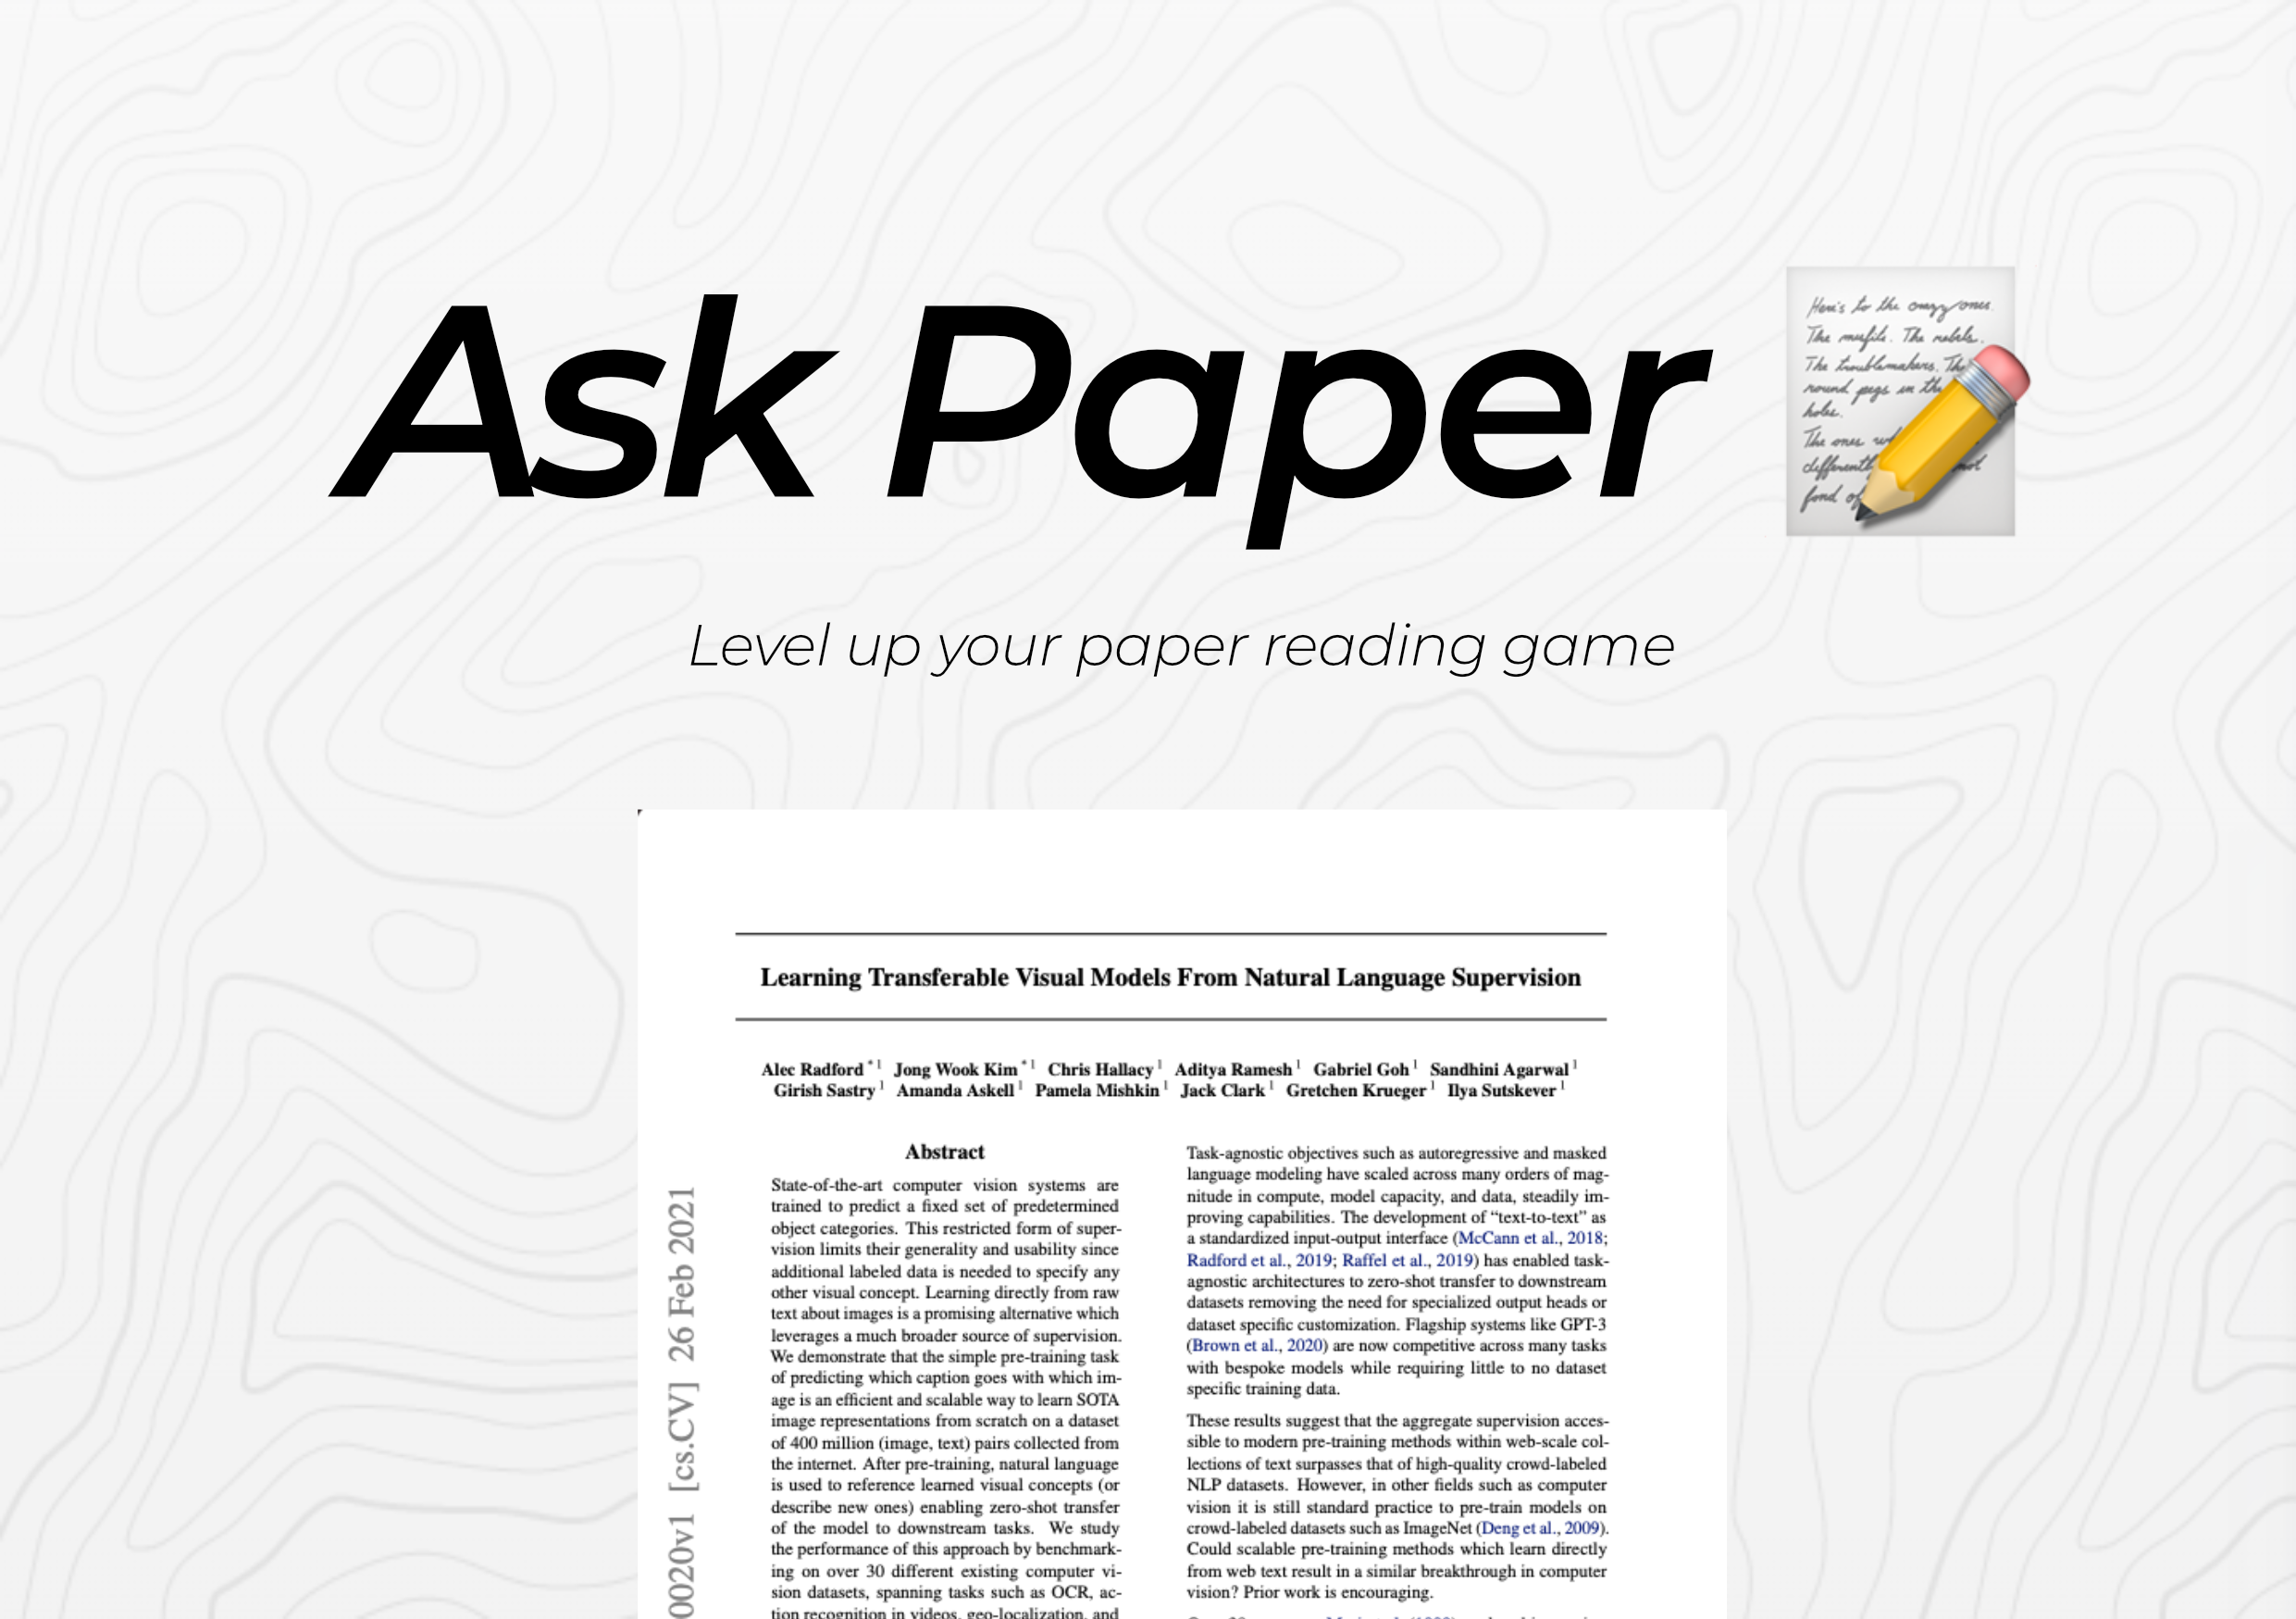 Ask Paper
Here's to the crazy ones.
The misfits. The rebels.
The troublemakers. The
round pegs in the
holes.
The ones
different not
fond of
Level up your paper reading game
Learning Transferable Visual Models From Natural Language Supervision
Alec Radford * 1 Jong Wook Kim * 1 Chris Hallacy 1 Aditya Ramesh 1 Gabriel Goh 1 Sandhini Agarwal 1
Girish Sastry 1 Amanda Askell 1 Pamela Mishkin 1 Jack Clark 1 Gretchen Krueger 1 Ilya Sutskever 1
0020v1 [cs.CV] 26 Feb 2021
Abstract
State-of-the-art computer vision systems are
trained to predict a fixed set of predetermined
object categories. This restricted form of super-
vision limits their generality and usability since
additional labeled data is needed to specify any
other visual concept. Learning directly from raw
text about images is a promising alternative which
leverages a much broader source of supervision.
We demonstrate that the simple pre-training task
of predicting which caption goes with which im-
age is an efficient and scalable way to learn SOTA
image representations from scratch on a dataset
of 400 million (image, text) pairs collected from
the internet. After pre-training, natural language
is used to reference learned visual concepts (or
describe new ones) enabling zero-shot transfer
of the model to downstream tasks. We study
the performance of this approach by benchmark-
ing on over 30 different existing computer vi-
sion datasets, spanning tasks such as OCR, ac-
tion recognition in videos, geo-localization, and
Task-agnostic objectives such as autoregressive and masked
language modeling have scaled across many orders of mag-
nitude in compute, model capacity, and data, steadily im-
proving capabilities. The development of “text-to-text” as
a standardized input-output interface (McCann et al., 2018;
Radford et al., 2019; Raffel et al., 2019) has enabled task-
agnostic architectures to zero-shot transfer to downstream
datasets removing the need for specialized output heads or
dataset specific customization. Flagship systems like GPT-3
(Brown et al., 2020) are now competitive across many tasks
with bespoke models while requiring little to no dataset
specific training data.
These results suggest that the aggregate supervision acces-
sible to modern pre-training methods within web-scale col-
lections of text surpasses that of high-quality crowd-labeled
NLP datasets. However, in other fields such as computer
vision it is still standard practice to pre-train models on
crowd-labeled datasets such as ImageNet (Deng et al., 2009).
Could scalable pre-training methods which learn directly
from web text result in a similar breakthrough in computer
vision? Prior work is encouraging.